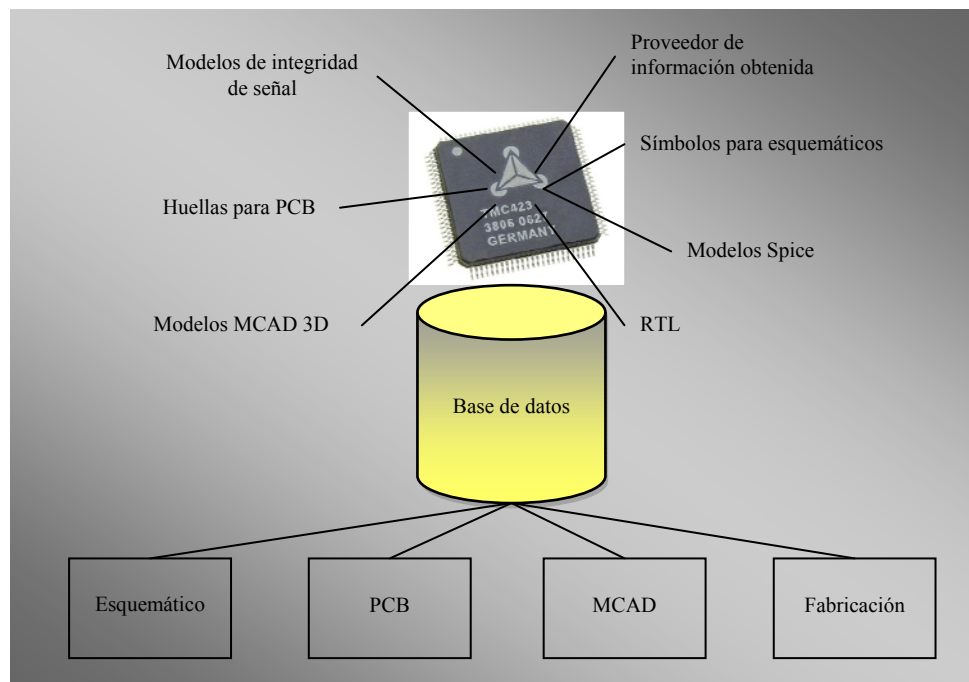 Modelos de integridad
de señal
Proveedor de
información obtenida
Símbolos para esquemáticos
Huellas para PCB
TMC423
3806 0627
GERMANY
Modelos Spice
Modelos MCAD 3D
RTL
Base de datos
Esquemático
PCB
MCAD
Fabricación